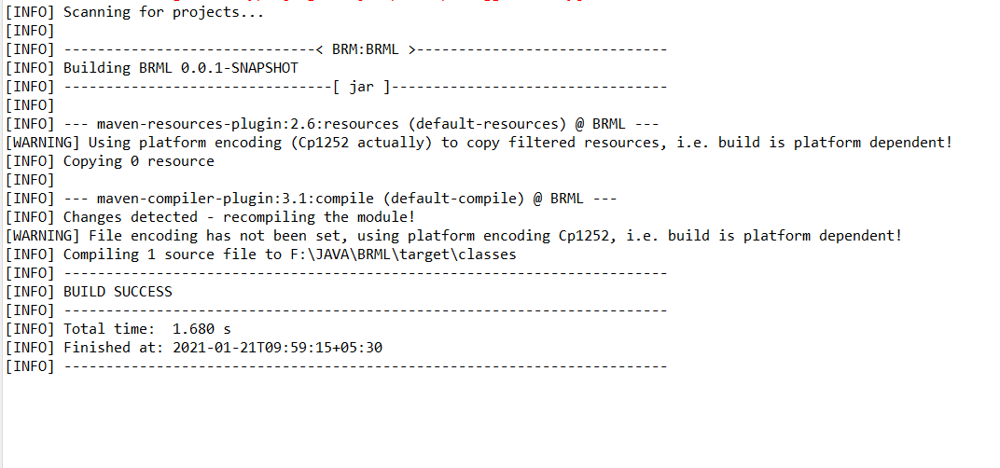 [INFO] Scanning for projects...
[INFO]
[INFO] ------------------------------< BRM:BRML >------------------------------
[INFO] Building BRML 0.0.1-SNAPSHOT
[INFO] --------------------------------[ jar ]---------------------------------
[INFO]
[INFO] --- maven-resources-plugin:2.6:resources (default-resources) @ BRML ---
[WARNING] Using platform encoding (Cp1252 actually) to copy filtered resources, i.e. build is platform dependent!
[INFO] Copying 0 resource
[INFO]
[INFO] --- maven-compiler-plugin:3.1:compile (default-compile) @ BRML ---
[INFO] Changes detected - recompiling the module!
[WARNING] File encoding has not been set, using platform encoding Cp1252, i.e. build is platform dependent!
[INFO] Compiling 1 source file to F:\JAVA\BRML\target\classes
[INFO] ------------------------------------------------------------------------
[INFO] BUILD SUCCESS
[INFO] ------------------------------------------------------------------------
[INFO] Total time:  1.680 s
[INFO] Finished at: 2021-01-21T09:59:15+05:30
[INFO] ------------------------------------------------------------------------